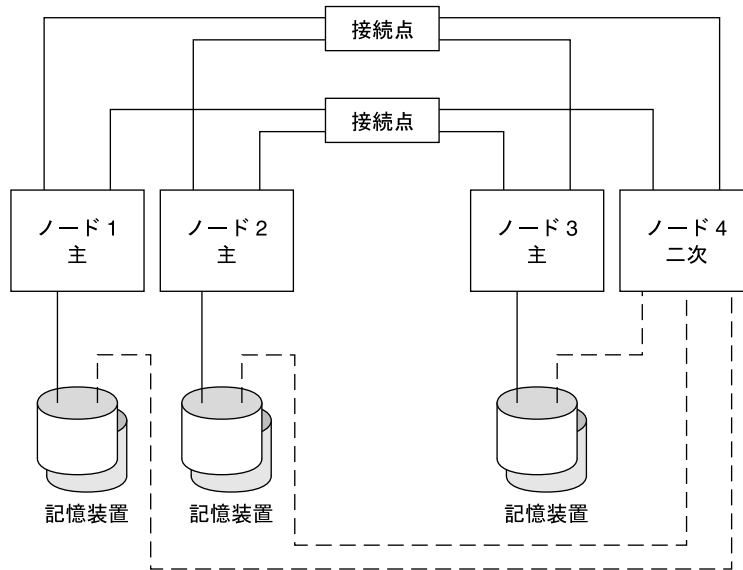 接続点
接続点
ノード 1
主
ノード 2
主
ノード 3
主
ノード 4
二次
記憶装置
記憶装置
記憶装置